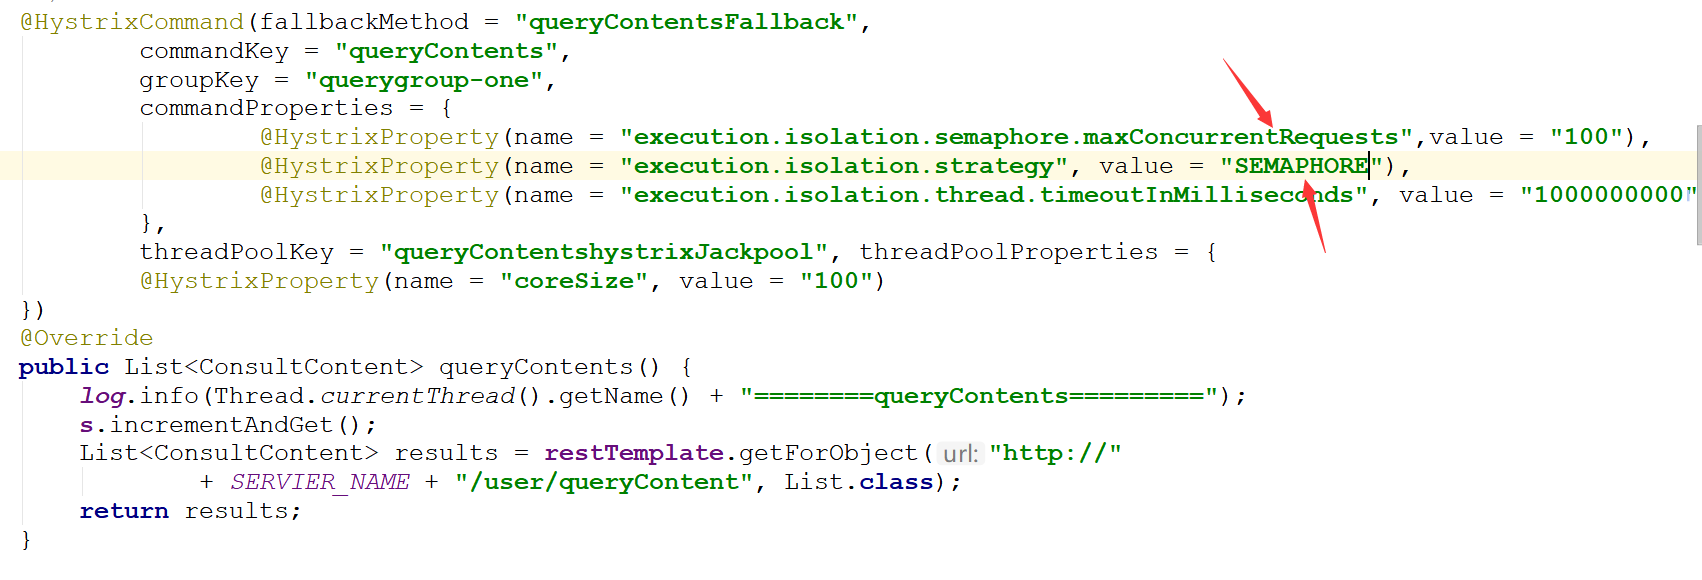 @HystrixCommand(fallbackMethod = "queryContentsFallback",
commandKey = "queryContents",
groupKey = "querygroup-one",
commandProperties = {
@HystrixProperty(name = "execution.isolation.semaphore.maxConcurrentRequests",value = "100"),
@HystrixProperty(name = "execution.isolation.strategy", value = "SEMAPHORE"),
@HystrixProperty(name = "execution.isolation.thread.timeoutInMilliseconds", value = "1000000000"
},
threadPoolKey = "queryContentshystrixJackpool", threadPoolProperties = {
@HystrixProperty(name = "coreSize", value = "100")
})
@Override
public List<ConsultContent> queryContents() {
log.info(Thread.currentThread().getName() + "========queryContents=========");
s.incrementAndGet();
List<ConsultContent> results = restTemplate.getForObject( url: "http://"
+ SERVIER_NAME + "/user/queryContent", List.class);
return results;
}